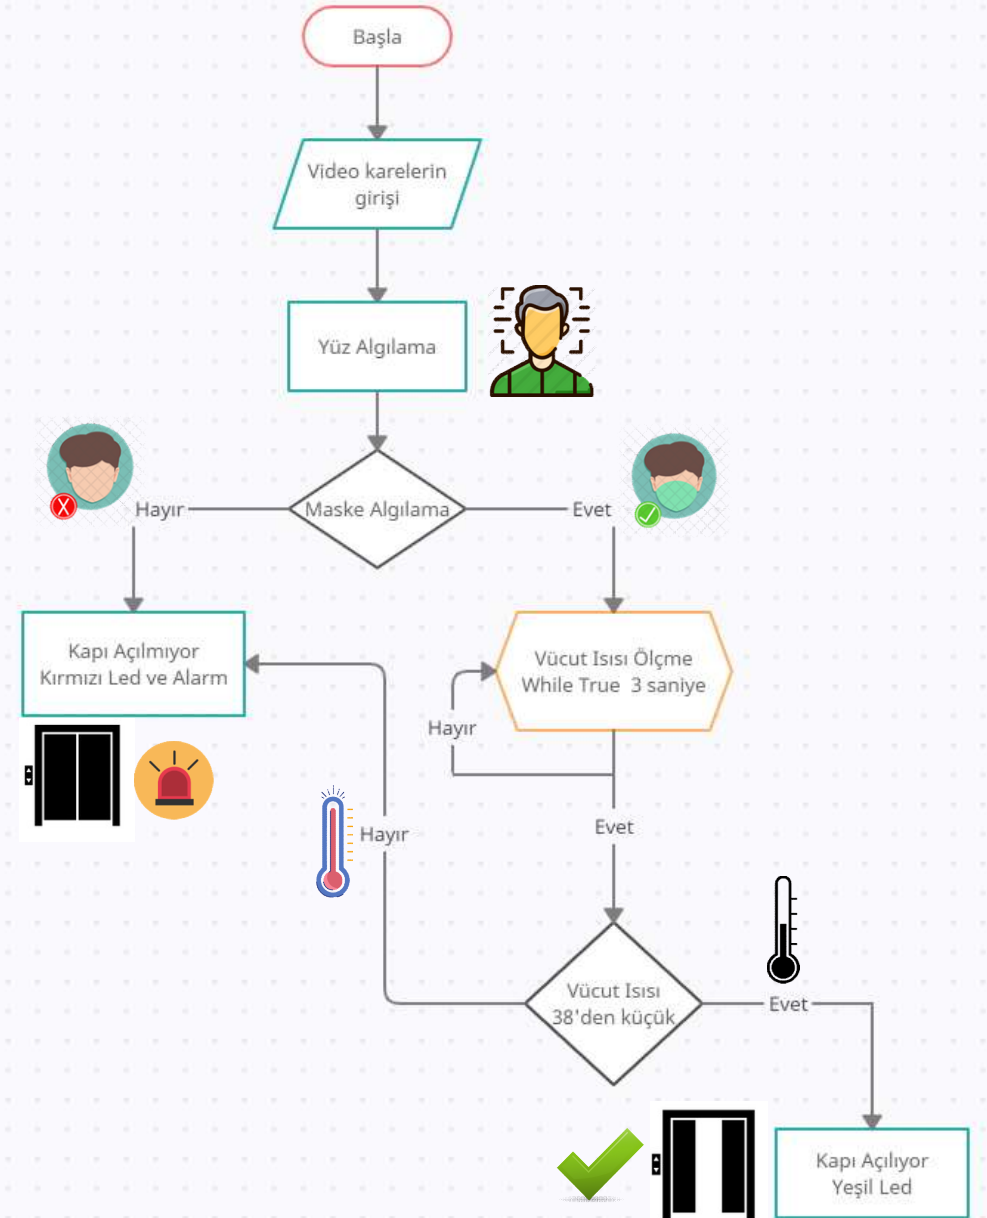 Başla
Video karelerin
girişi
Yüz Algılama
Maske Algılama
Hayır
Evet
Kapı Açılmıyor
Kırmızı Led ve Alarm
Vücut Isısı Ölçme
While True 3 saniye
Hayır
Evet
Hayır
Vücut Isısı
38'den küçük
Evet
Kapı Açılıyor
Yeşil Led